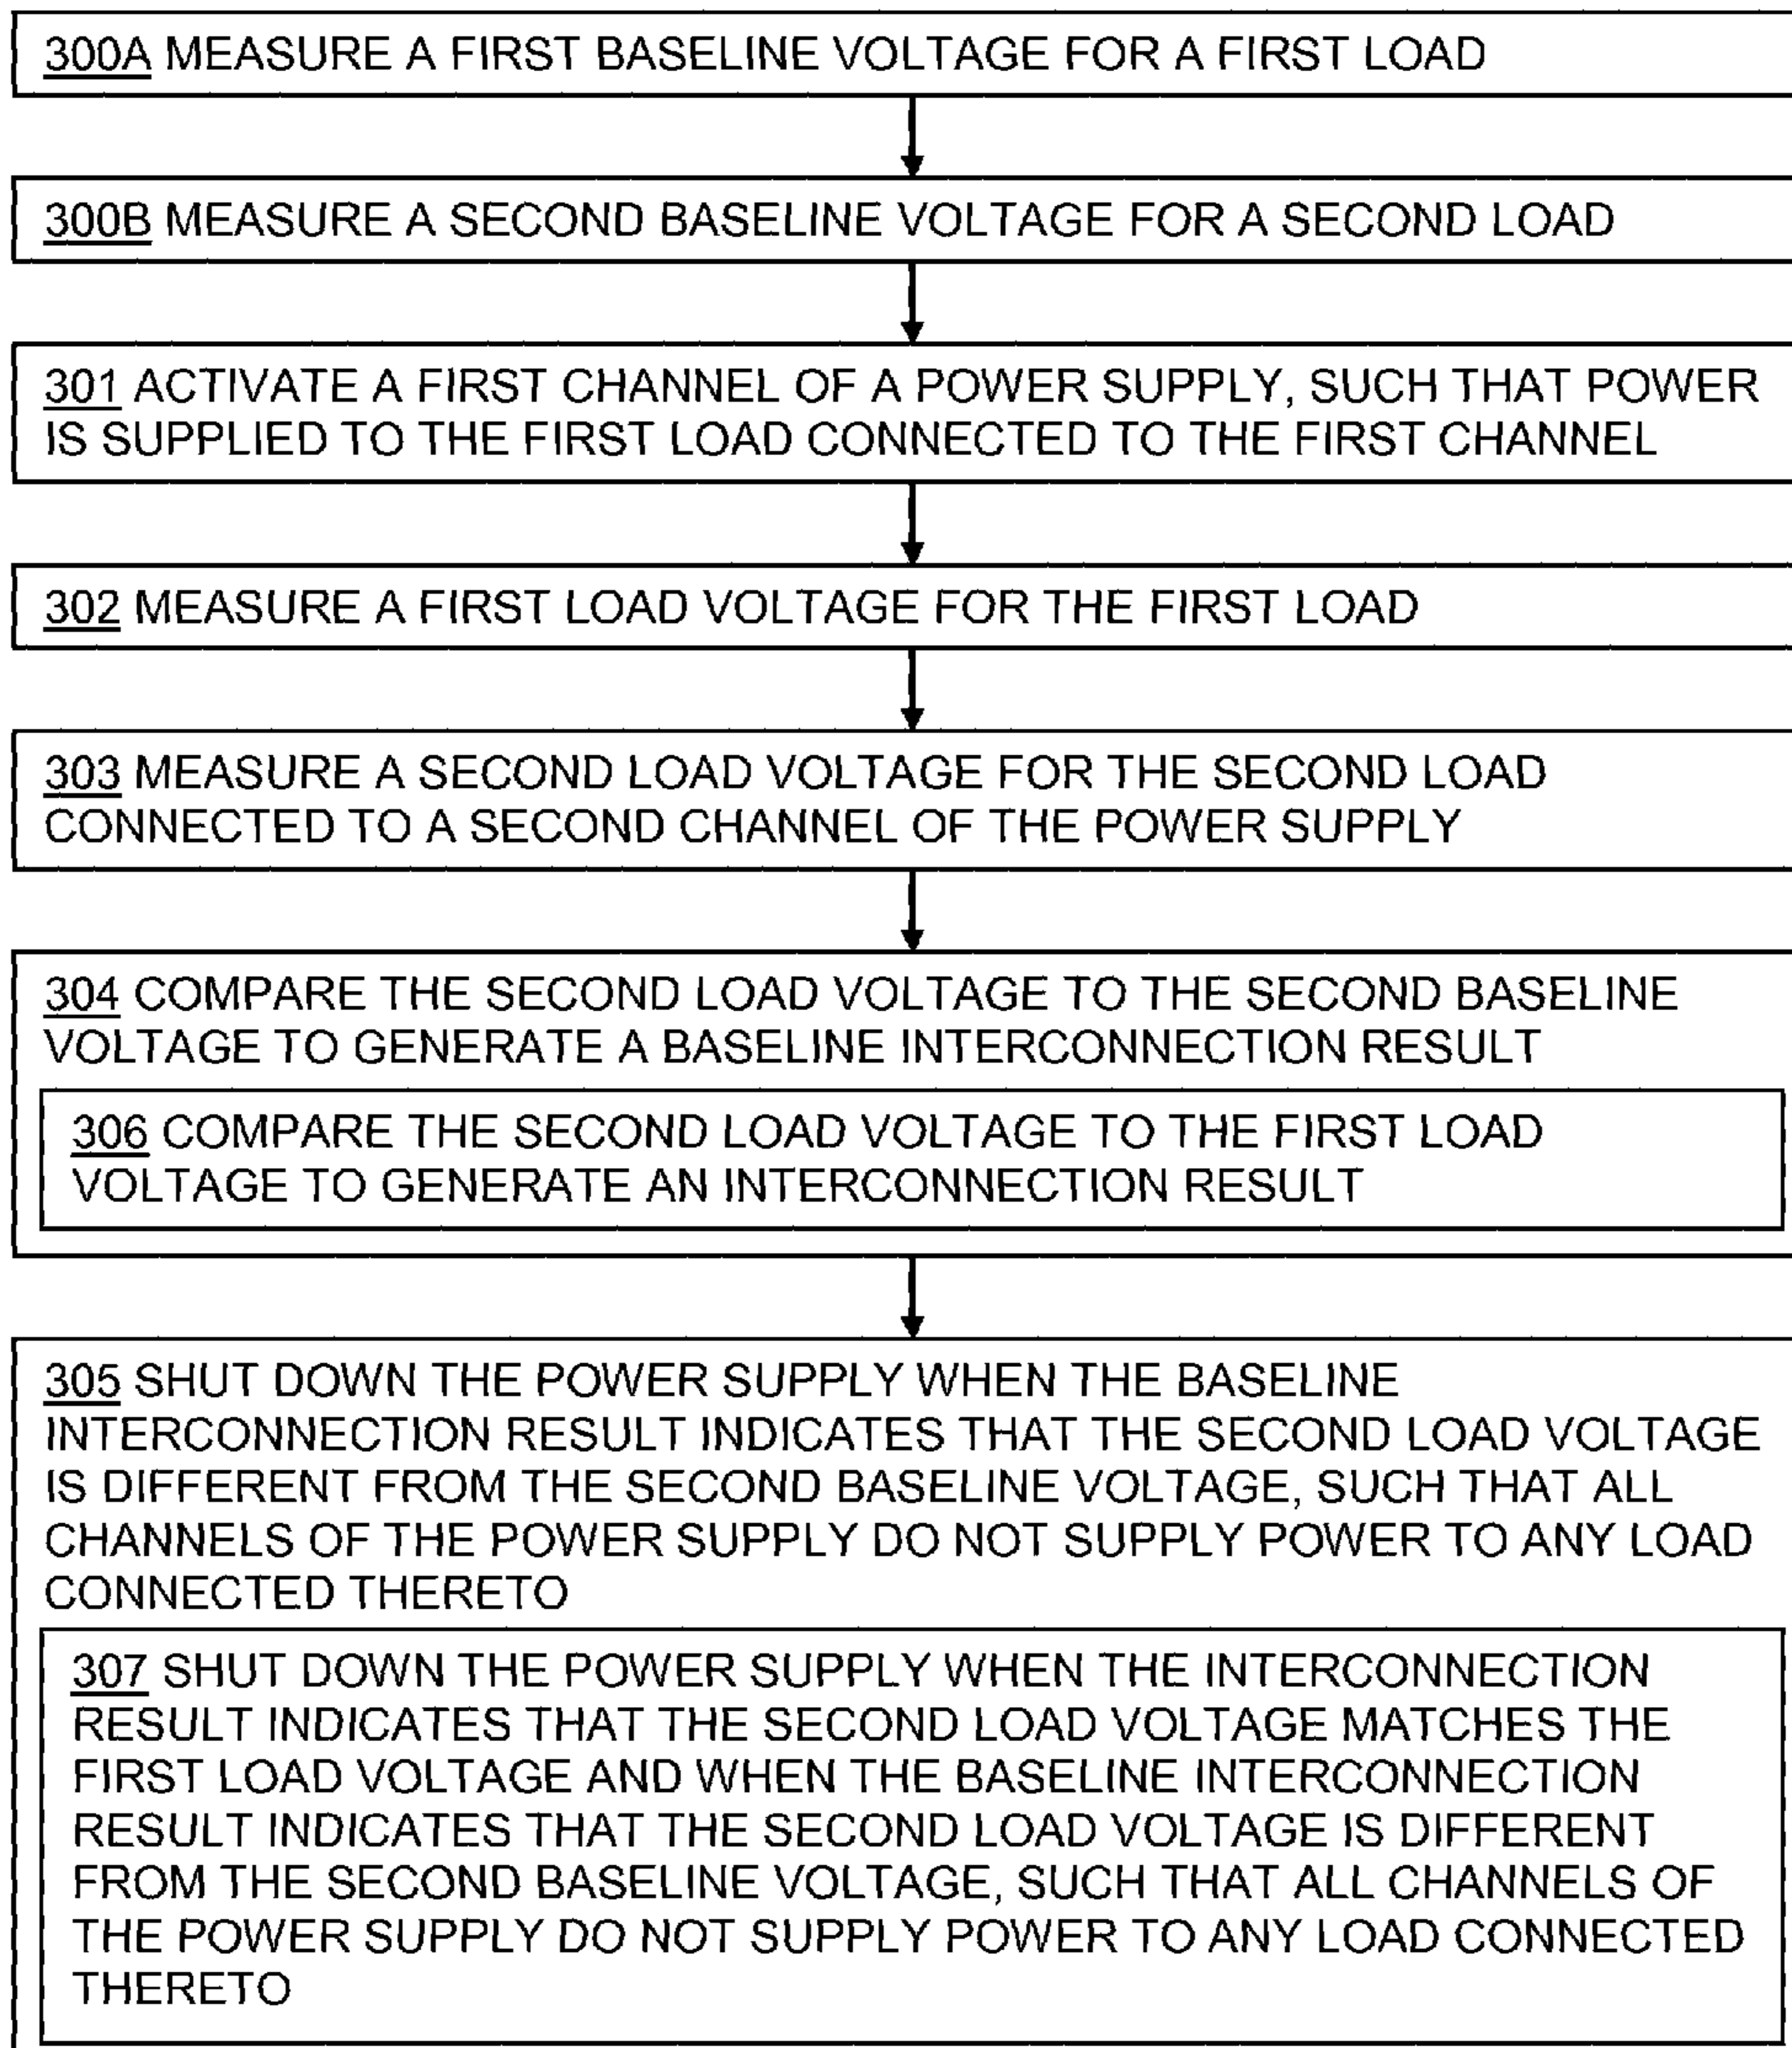 300A MEASURE A FIRST BASELINE VOLTAGE FOR A FIRST LOAD
300B MEASURE A SECOND BASELINE VOLTAGE FOR A SECOND LOAD
301 ACTIVATE A FIRST CHANNEL OF A POWER SUPPLY, SUCH THAT POWER
IS SUPPLIED TO THE FIRST LOAD CONNECTED TO THE FIRST CHANNEL
302 MEASURE A FIRST LOAD VOLTAGE FOR THE FIRST LOAD
303 MEASURE A SECOND LOAD VOLTAGE FOR THE SECOND LOAD
CONNECTED TO A SECOND CHANNEL OF THE POWER SUPPLY
304 COMPARE THE SECOND LOAD VOLTAGE TO THE SECOND BASELINE
VOLTAGE TO GENERATE A BASELINE INTERCONNECTION RESULT
306 COMPARE THE SECOND LOAD VOLTAGE TO THE FIRST LOAD
VOLTAGE TO GENERATE AN INTERCONNECTION RESULT
305 SHUT DOWN THE POWER SUPPLY WHEN THE BASELINE
INTERCONNECTION RESULT INDICATES THAT THE SECOND LOAD VOLTAGE
IS DIFFERENT FROM THE SECOND BASELINE VOLTAGE, SUCH THAT ALL
CHANNELS OF THE POWER SUPPLY DO NOT SUPPLY POWER TO ANY LOAD
CONNECTED THERETO
307 SHUT DOWN THE POWER SUPPLY WHEN THE INTERCONNECTION
RESULT INDICATES THAT THE SECOND LOAD VOLTAGE MATCHES THE
FIRST LOAD VOLTAGE AND WHEN THE BASELINE INTERCONNECTION
RESULT INDICATES THAT THE SECOND LOAD VOLTAGE IS DIFFERENT
FROM THE SECOND BASELINE VOLTAGE, SUCH THAT ALL CHANNELS OF
THE POWER SUPPLY DO NOT SUPPLY POWER TO ANY LOAD CONNECTED
THERETO